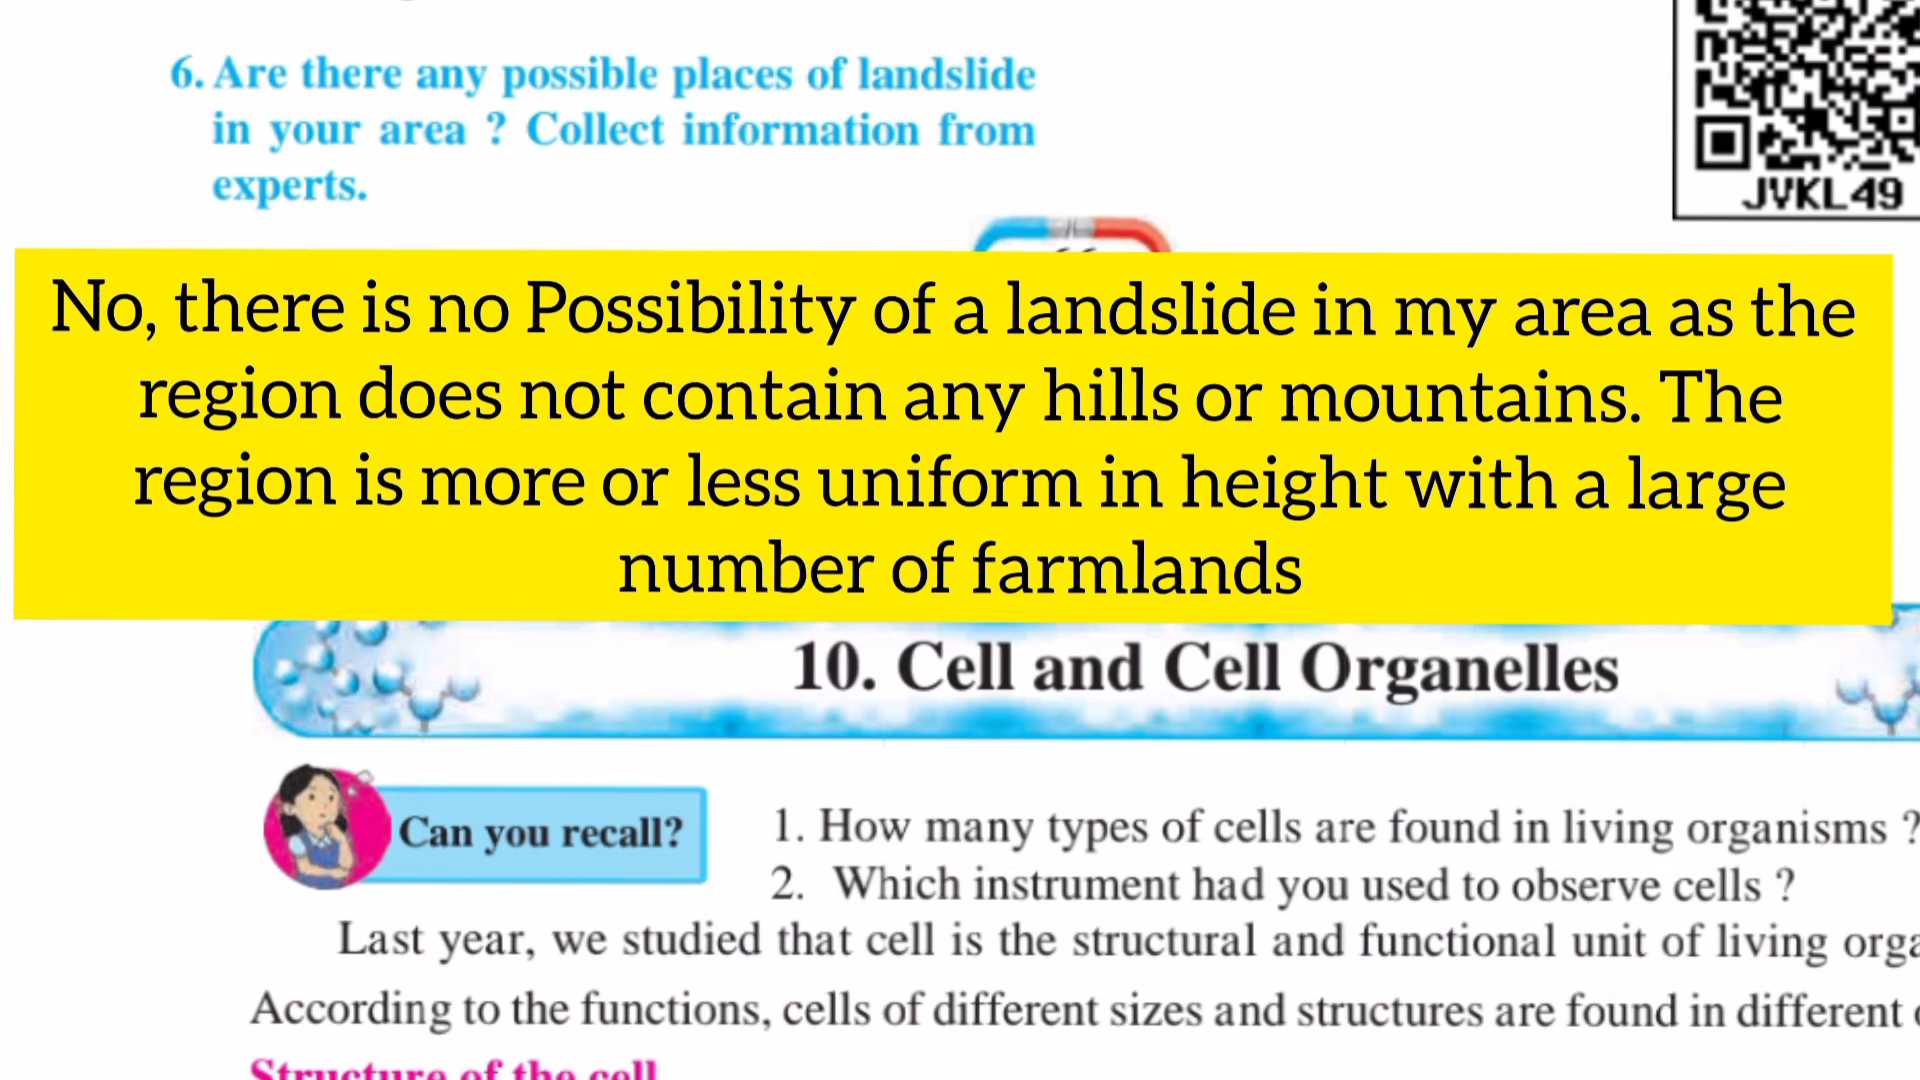 6. Are there any possible places of landslide
in your area ? Collect information from
experts.
JVKL49
No, there is no Possibility of a landslide in my area as the
region does not contain any hills or mountains. The
region is more or less uniform in height with a large
number of farmlands
10. Cell and Cell Organelles
Can you recall?
1. How many types of cells are found in living organisms ?
2. Which instrument had you used to observe cells ?
Last year, we studied that cell is the structural and functional unit of living
According to the functions, cells of different sizes and structures are found in different
Structure of the cell